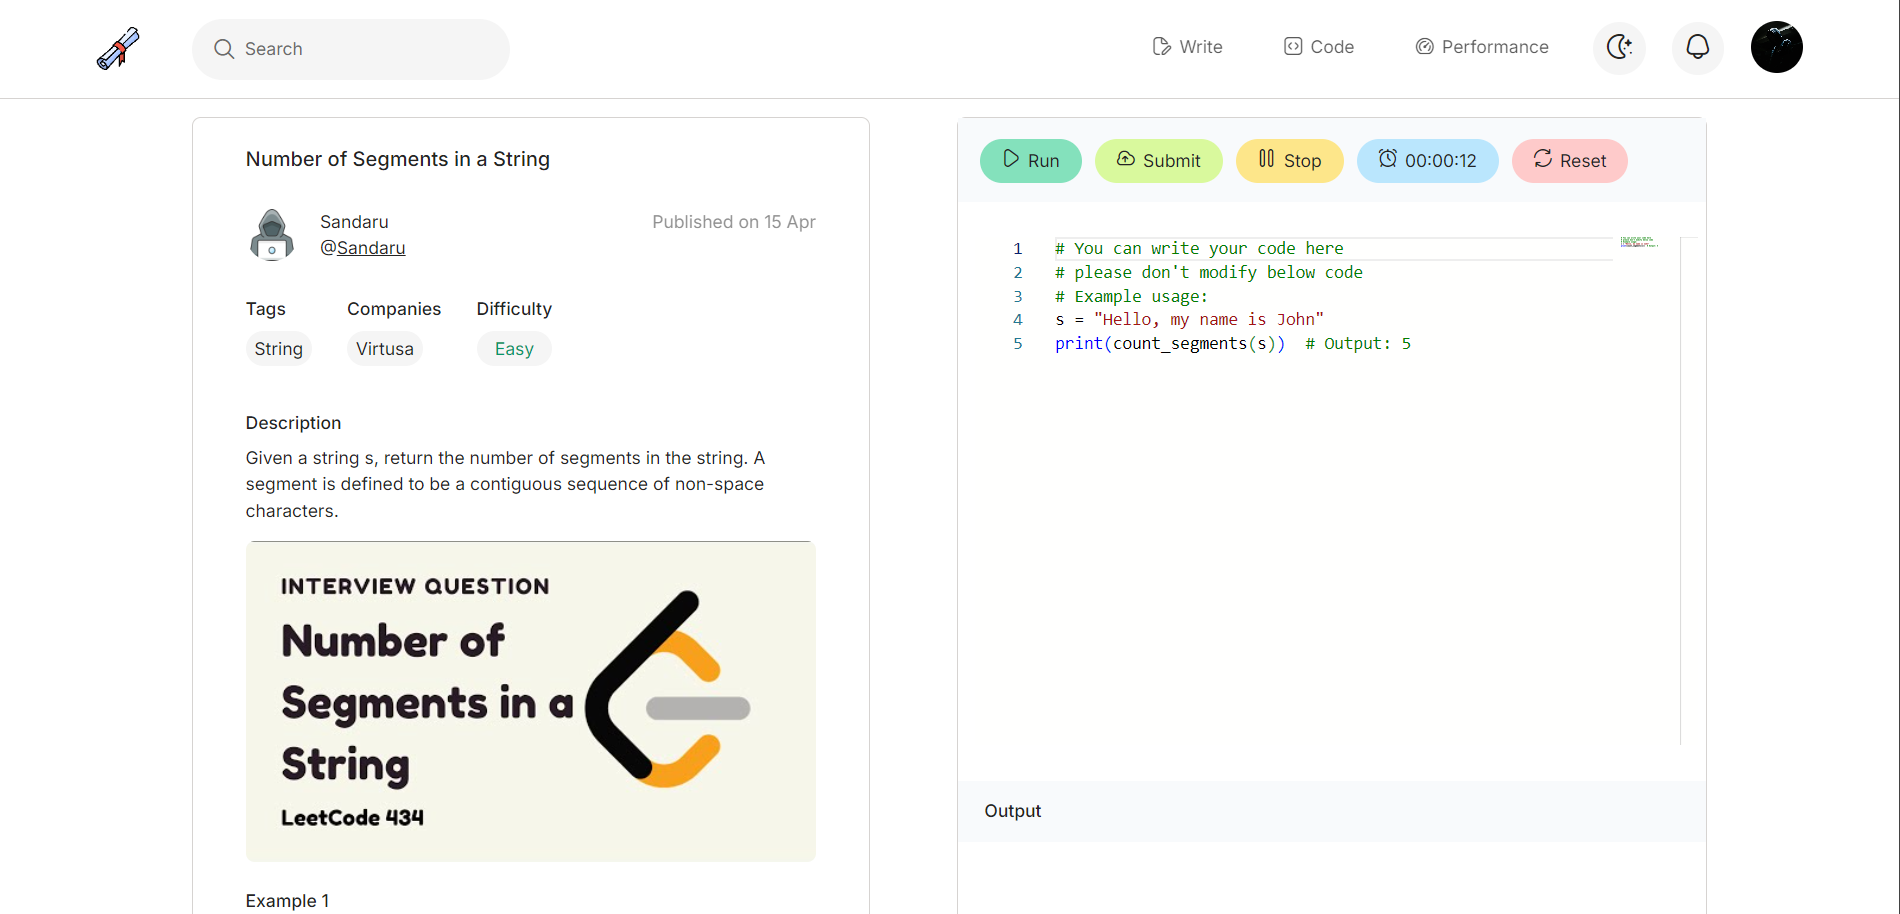 Search
Write
Code
Performance
Number of Segments in a String
Sandaru
@Sandaru
Published on 15 Apr
Tags
Companies
Difficulty
String
Virtusa
Easy
Description
Given a string s, return the number of segments in the string. A
segment is defined to be a contiguous sequence of non-space
characters.
INTERVIEW QUESTION
Number of
Segments in a
String
LeetCode 434
Example 1
Run
Submit
Stop
00:00:12
Reset
1 # You can write your code here
2 # please don't modify below code
3 # Example usage:
4 s = "Hello, my name is John"
5 print(count_segments(s))  # Output: 5
Output